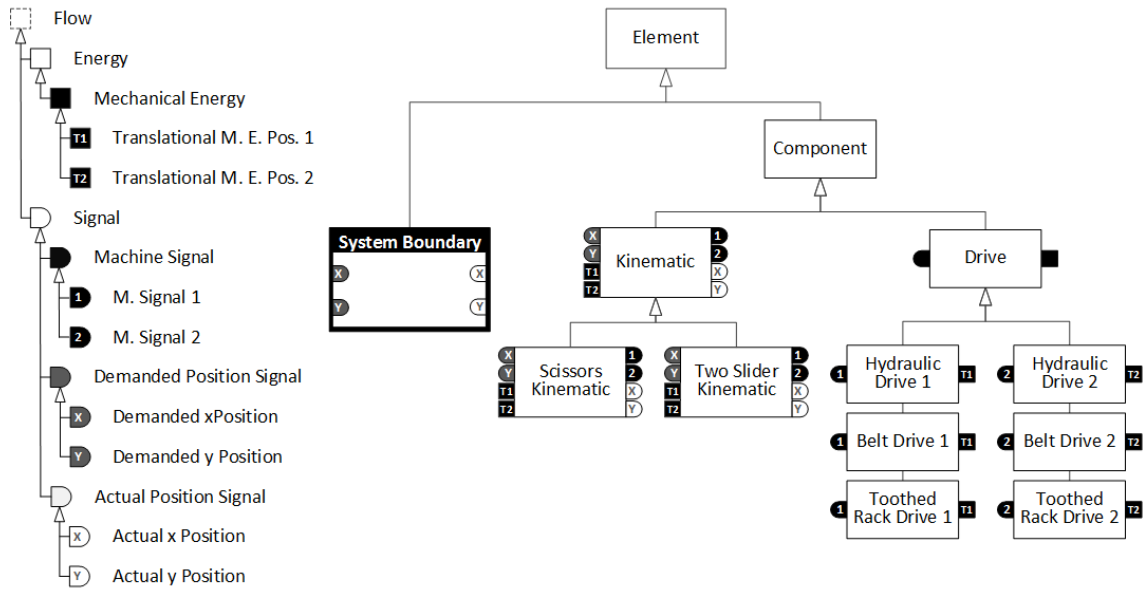 Flow
Energy
Mechanical Energy
T1 Translational M. E. Pos. 1
T2 Translational M. E. Pos. 2
Signal
Machine Signal
1 M. Signal 1
2 M. Signal 2
Demanded Position Signal
X Demanded xPosition
Y Demanded y Position
Actual Position Signal
X Actual x Position
Y Actual y Position
Element
Component
System Boundary
X X
Y Y
X 1
Y Kinematic 2
T1 X
T2 Y
Drive
X 1
Y Scissors 2
T1 Kinematic X
T2 Y
X 1
Y Two Slider 2
T1 Kinematic X
T2 Y
Hydraulic
1 Drive 1 T1
1 Belt Drive 1 T1
Toothed
1 Rack Drive 1 T1
Hydraulic
2 Drive 2 T2
2 Belt Drive 2 T2
Toothed
2 Rack Drive 2 T2